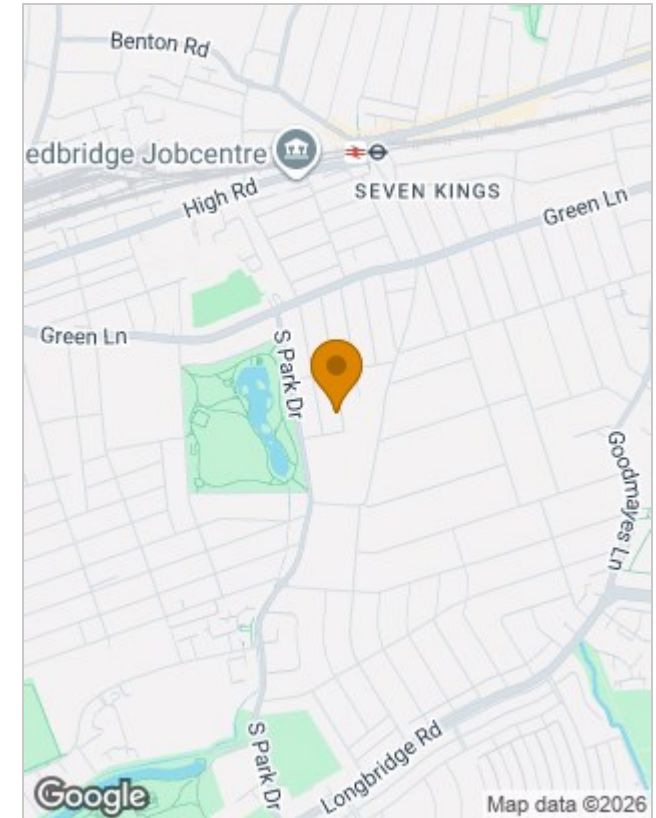 Benton Rd
edbridge Jobcentre
High Rd
SEVEN KINGS
Green Ln
Green Ln
S Park Dr
Goodmayes Ln
S Park Dr
Longbridge Rd
Google
Map data ©2026